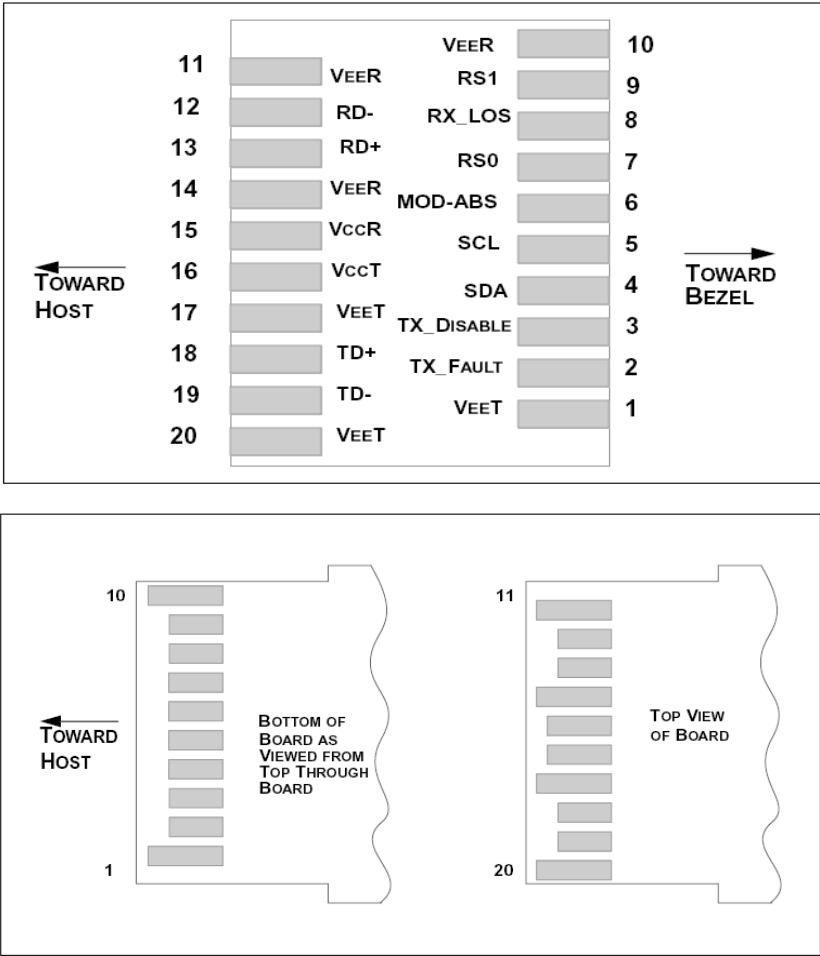 11 VEER
12 RD-
13 RD+
14 VEER
15 VCCR
16 VCCT
17 VEET
18 TD+
19 TD-
20 VEET
VEER 10
RS1 9
RX_LOS 8
RS0 7
MOD-ABS 6
SCL 5
SDA 4
TX_DISABLE 3
TX_FAULT 2
VEET 1
TOWARD
HOST
TOWARD
BEZEL
10
1
TOWARD
HOST
BOTTOM OF
BOARD AS
VIEWED FROM
TOP THROUGH
BOARD
11
20
TOP VIEW
OF BOARD